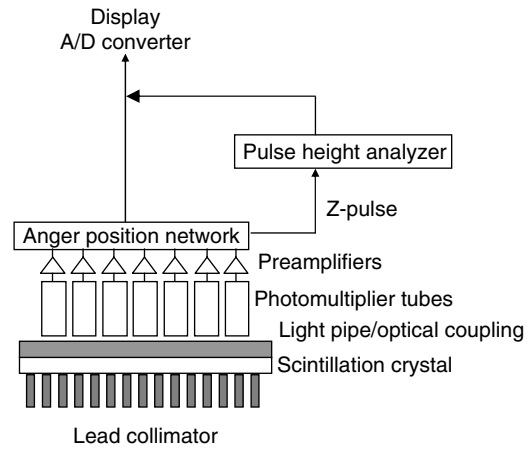 Display
A/D converter
Pulse height analyzer
Z-pulse
Anger position network
Preamplifiers
Photomultiplier tubes
Light pipe/optical coupling
Scintillation crystal
Lead collimator